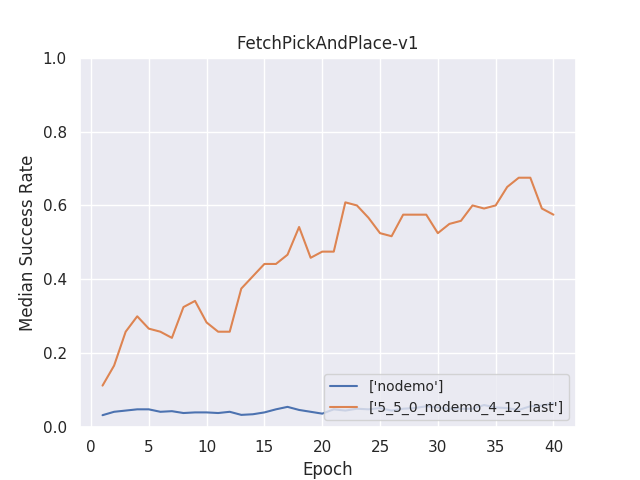 FetchPickAndPlace-v1
1.0
0.8
0.6
0.4
0.2
0.0
Median Success Rate
['nodemo']
['5_5_0_nodemo_4_12_last']
0 5 10 15 20 25 30 35 40
Epoch